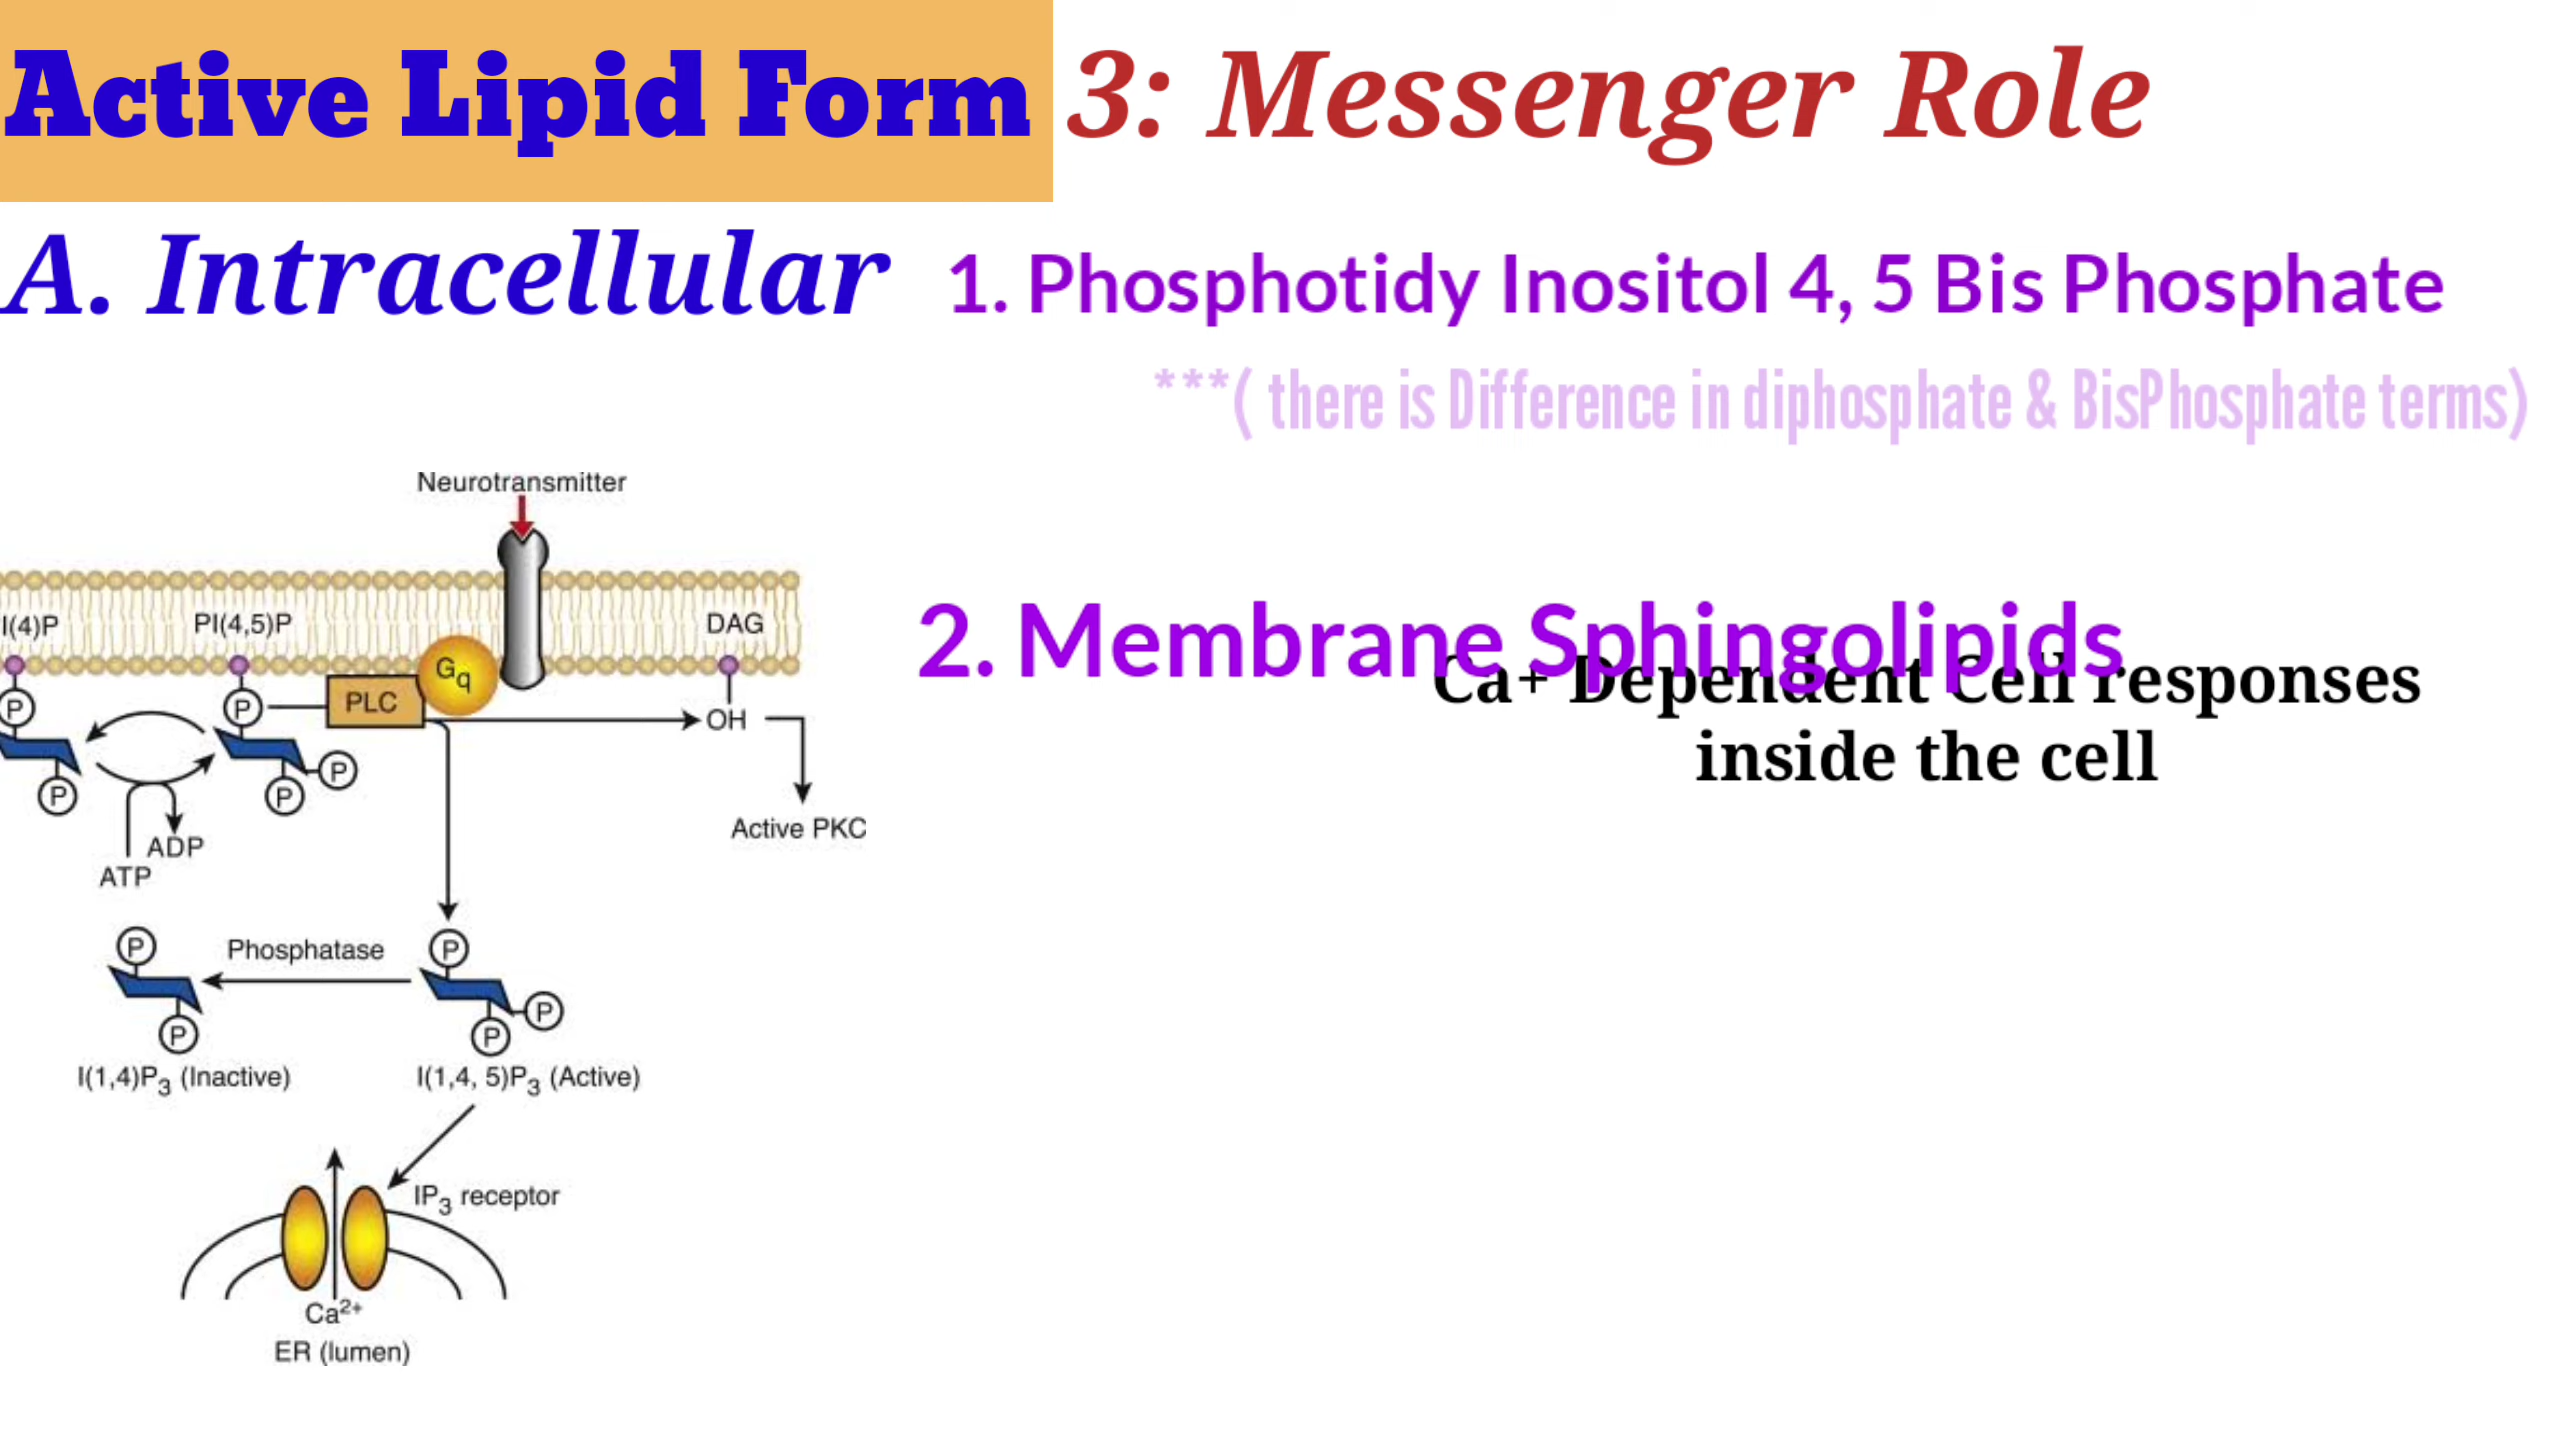 Active Lipid Form 3: Messenger Role
A. Intracellular
1. Phosphotidy Inositol 4, 5 Bis Phosphate
***( there is Difference in diphosphate & BisPhosphate terms)
Neurotransmitter
I(4)P
PI(4,5)P
DAG
Gq
P
P
PLC
OH
P
P
P
Active PKC
ADP
ATP
P
Phosphatase
P
P
P
P
I(1,4)P3 (Inactive)
I(1,4, 5)P3 (Active)
IP3 receptor
Ca2+
ER (lumen)
2. Membrane Sphingolipids
Ca+ Dependent Cell responses
inside the cell